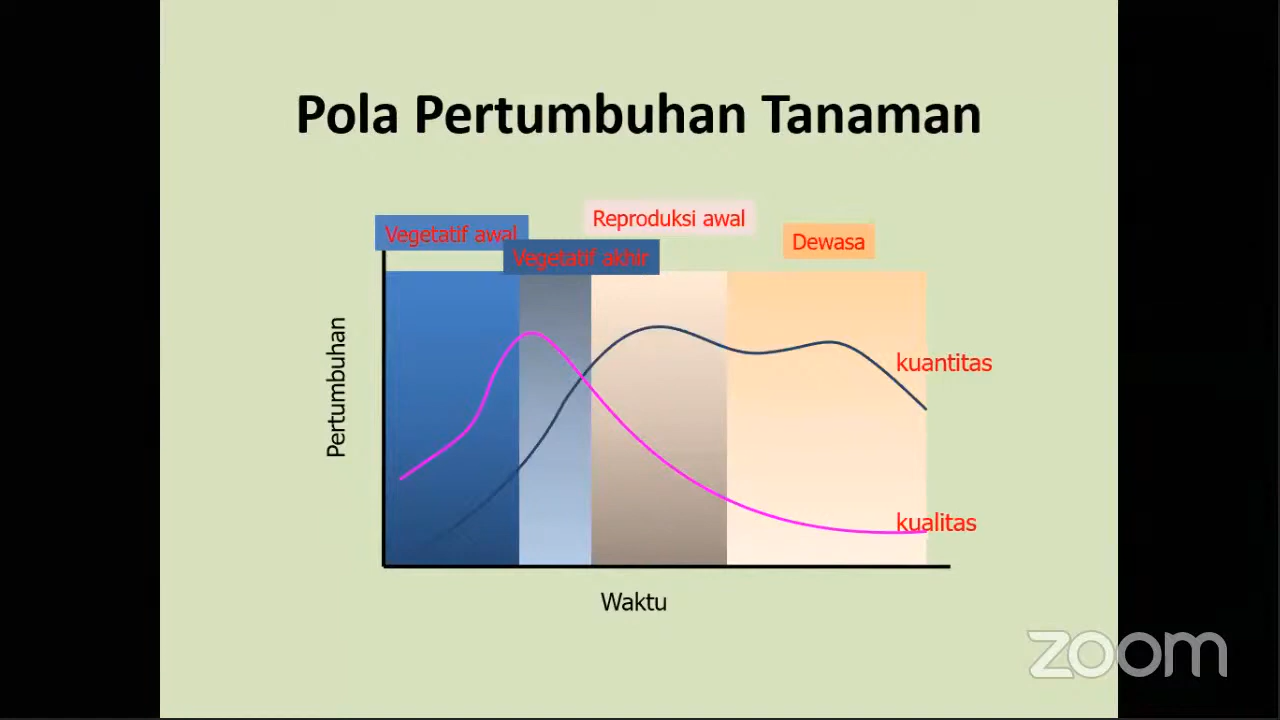 Pola Pertumbuhan Tanaman
Reproduksi awal
Vegetatif awal
Dewasa
Vegetatif akhir
Pertumbuhan
kuantitas
kualitas
Waktu
zoom